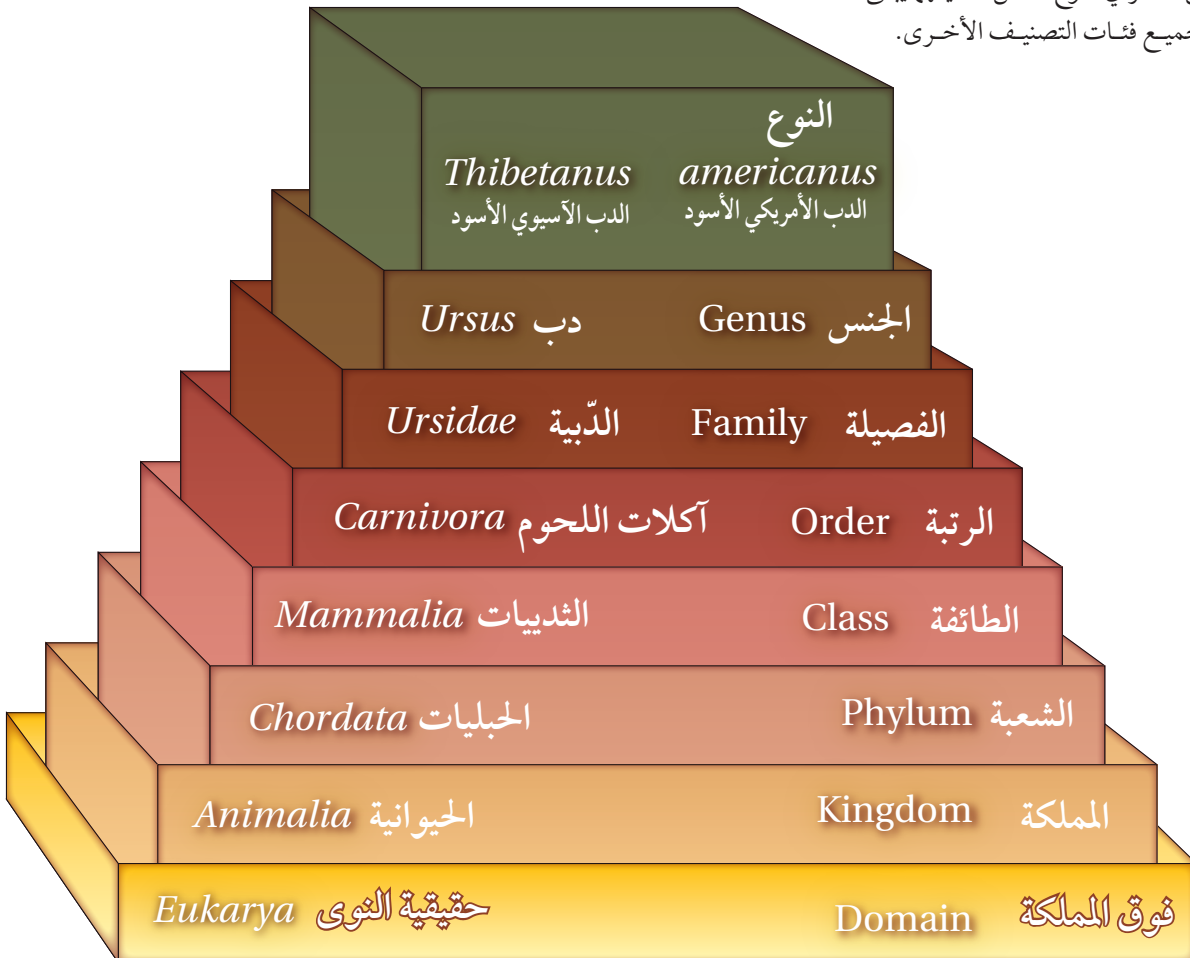 جميع فئات التصنيف الأخرى.
النوع
americanus Thibetanus
الدب الأمريكي الأسود الدب الآسيوي الأسود
الجنس Genus دب Ursus
الفصيلة Family الدّبية Ursidae
الرتبة Order آكلات اللحوم Carnivora
الطائفة Class الثدييات Mammalia
الشعبة Phylum الحبليات Chordata
المملكة Kingdom الحيوانية Animalia
فوق المملكة Domain حقيقية النوى Eukarya